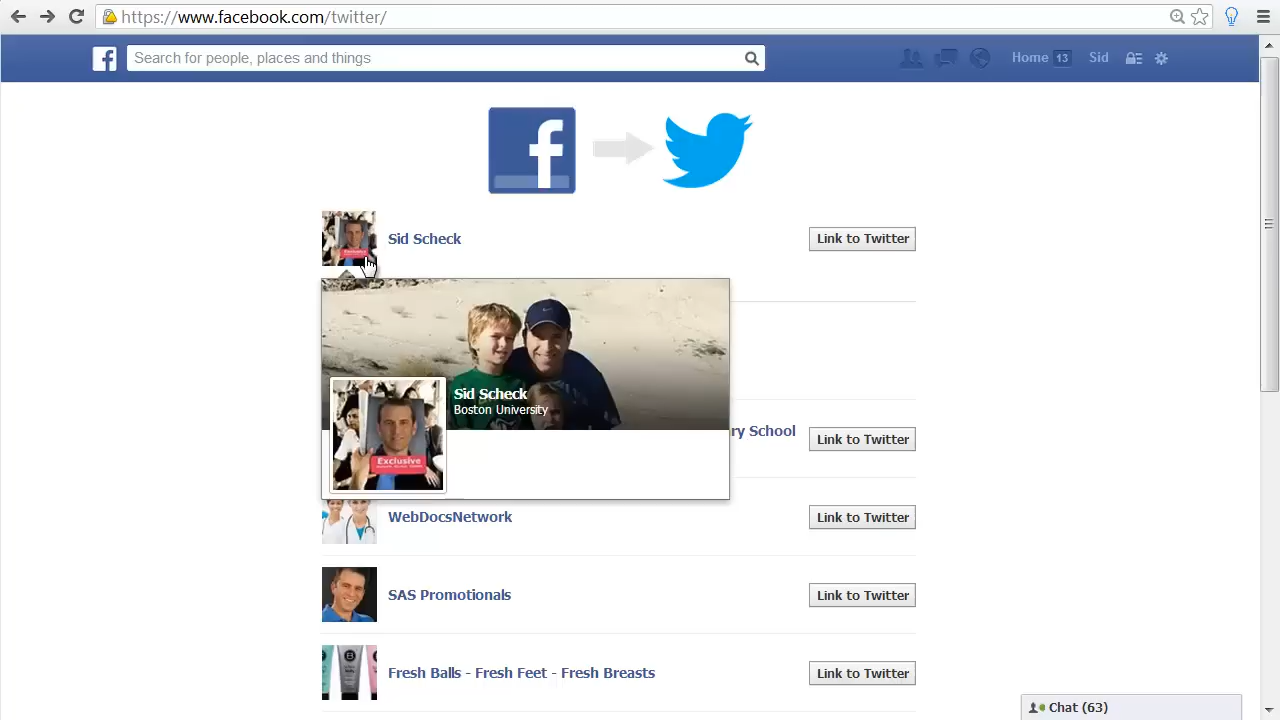 https://www.facebook.com/twitter/
Search for people, places and things
Home 13
Sid
Sid Scheck
Link to Twitter
Sid Scheck
Boston University
Exclusive
ry School
Link to Twitter
WebDocsNetwork
Link to Twitter
SAS Promotionals
Link to Twitter
Fresh Balls - Fresh Feet - Fresh Breasts
Link to Twitter
Chat (63)